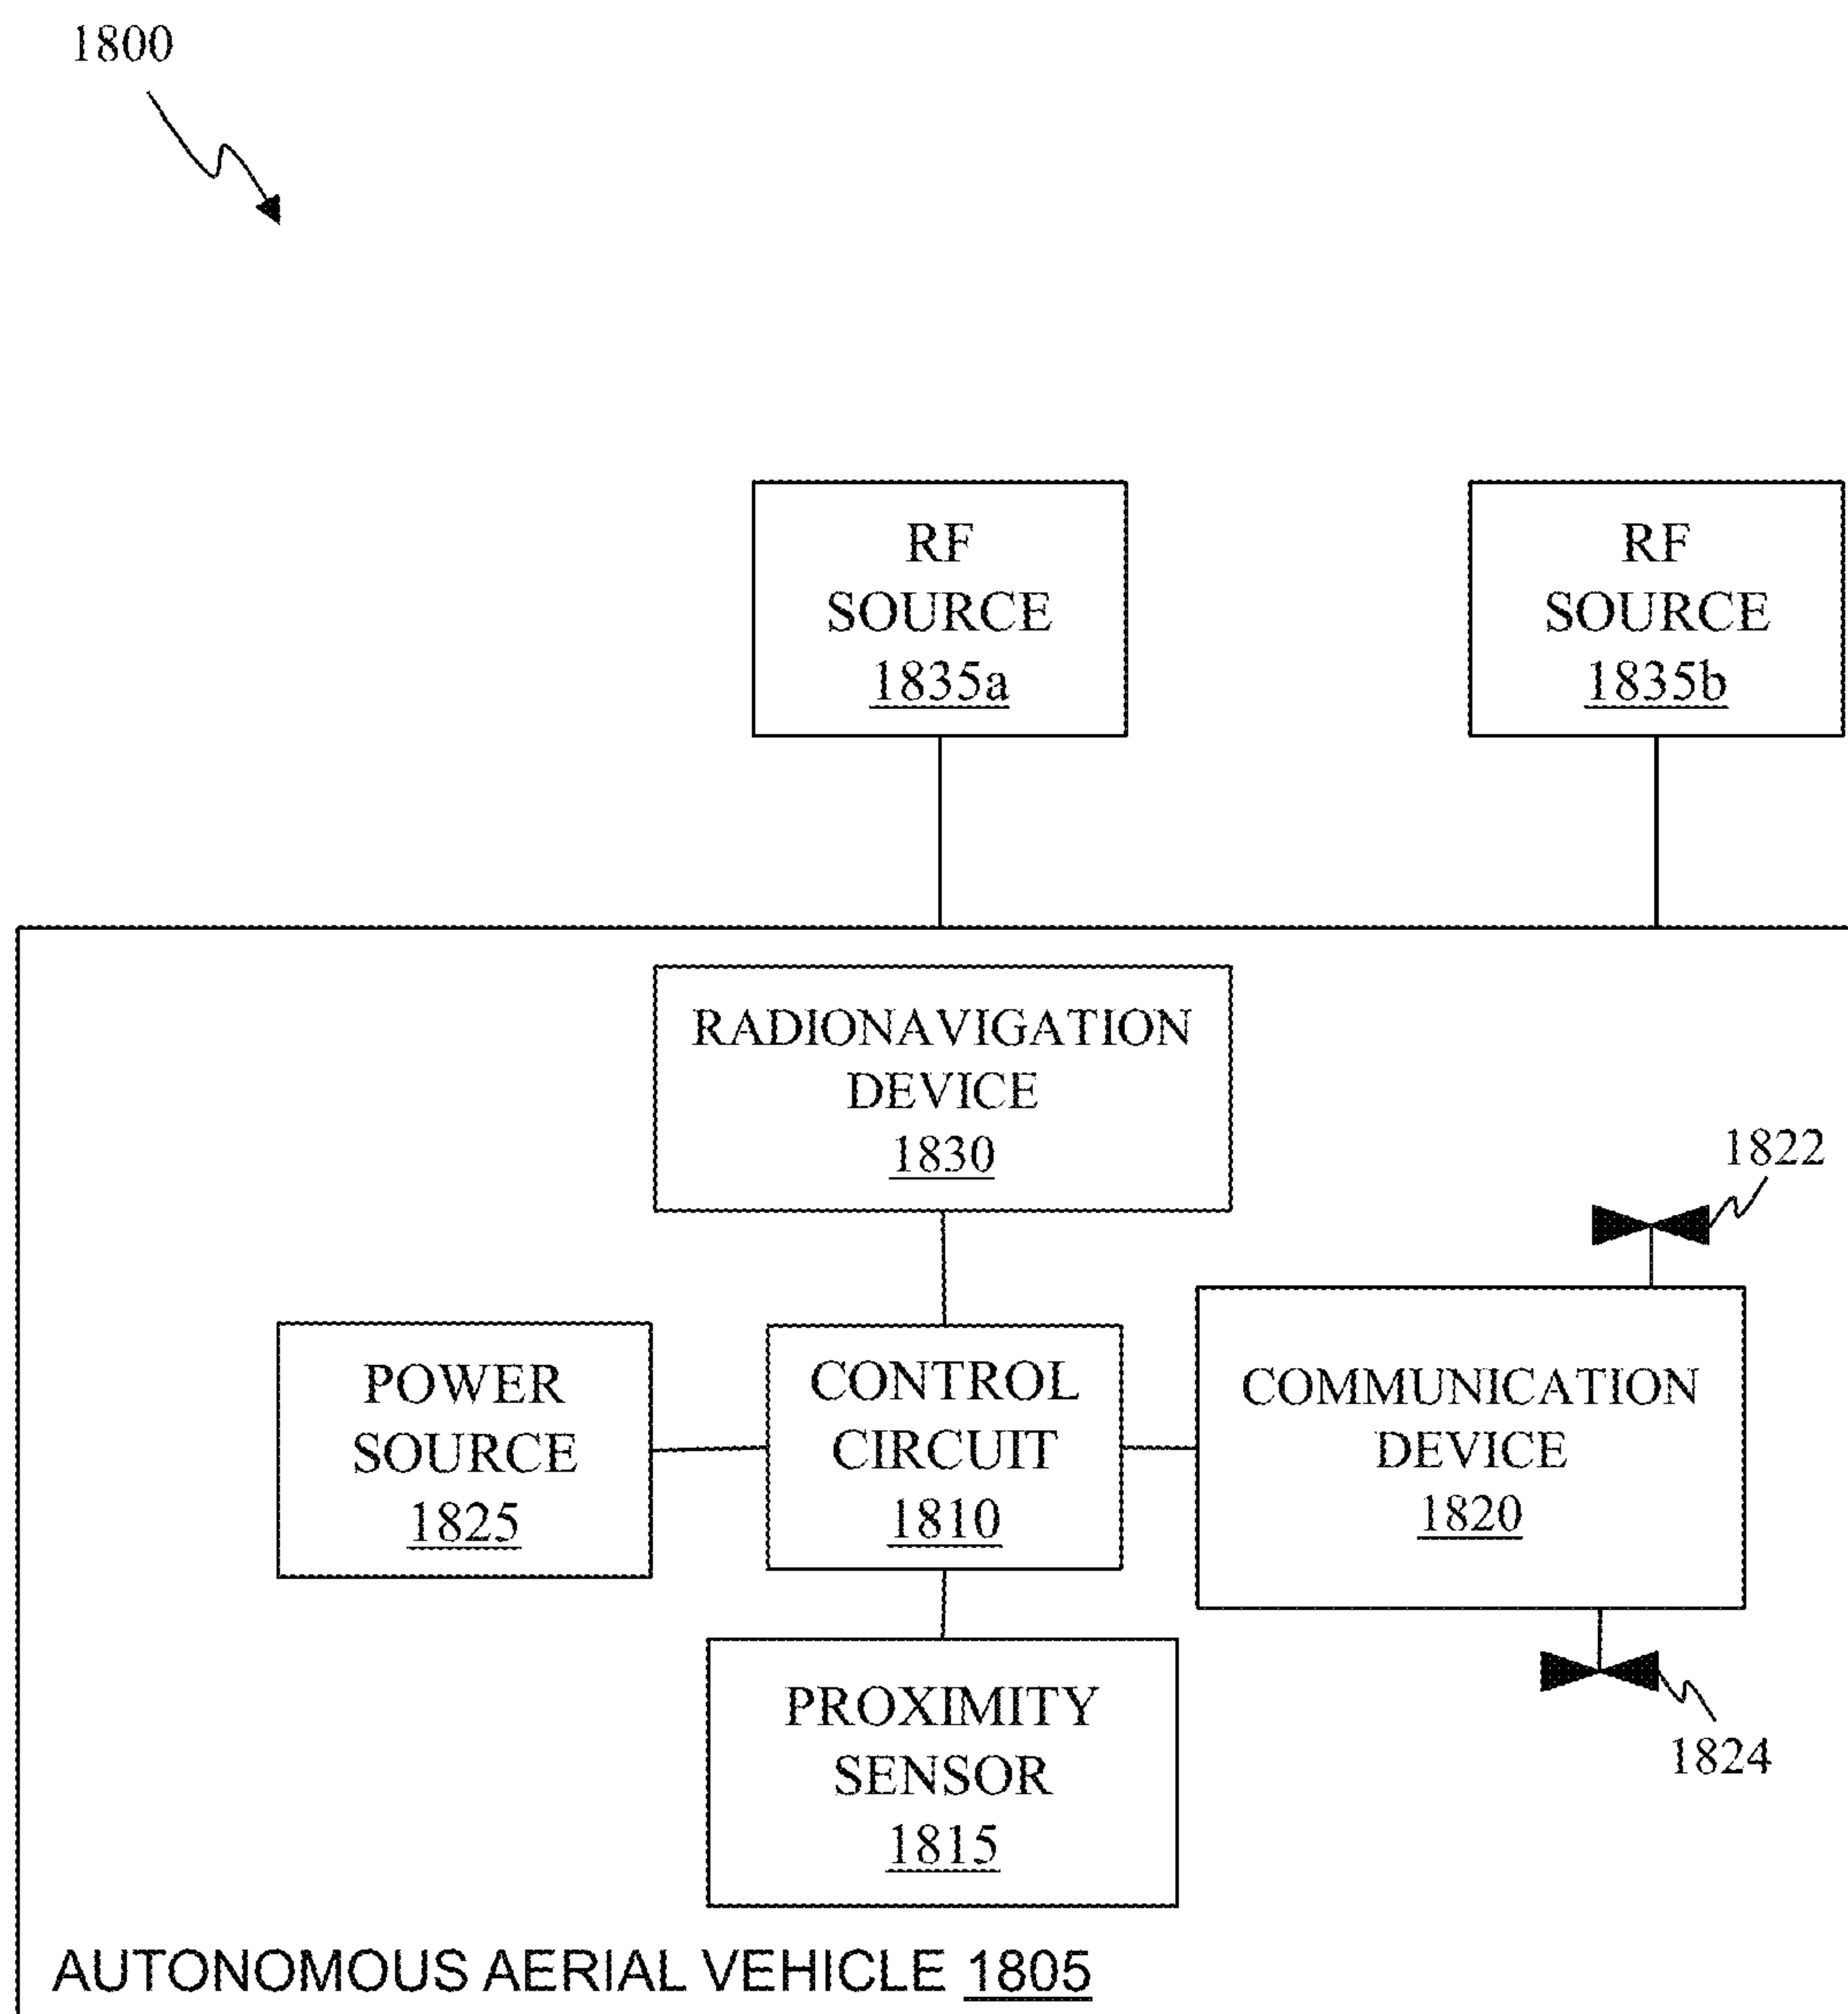 1800
RF
SOURCE
1835a
RF
SOURCE
1835b
RADIONAVIGATION
DEVICE
1830
1822
POWER
SOURCE
1825
CONTROL
CIRCUIT
1810
COMMUNICATION
DEVICE
1820
PROXIMITY
SENSOR
1815
1824
AUTONOMOUS AERIAL VEHICLE 1805